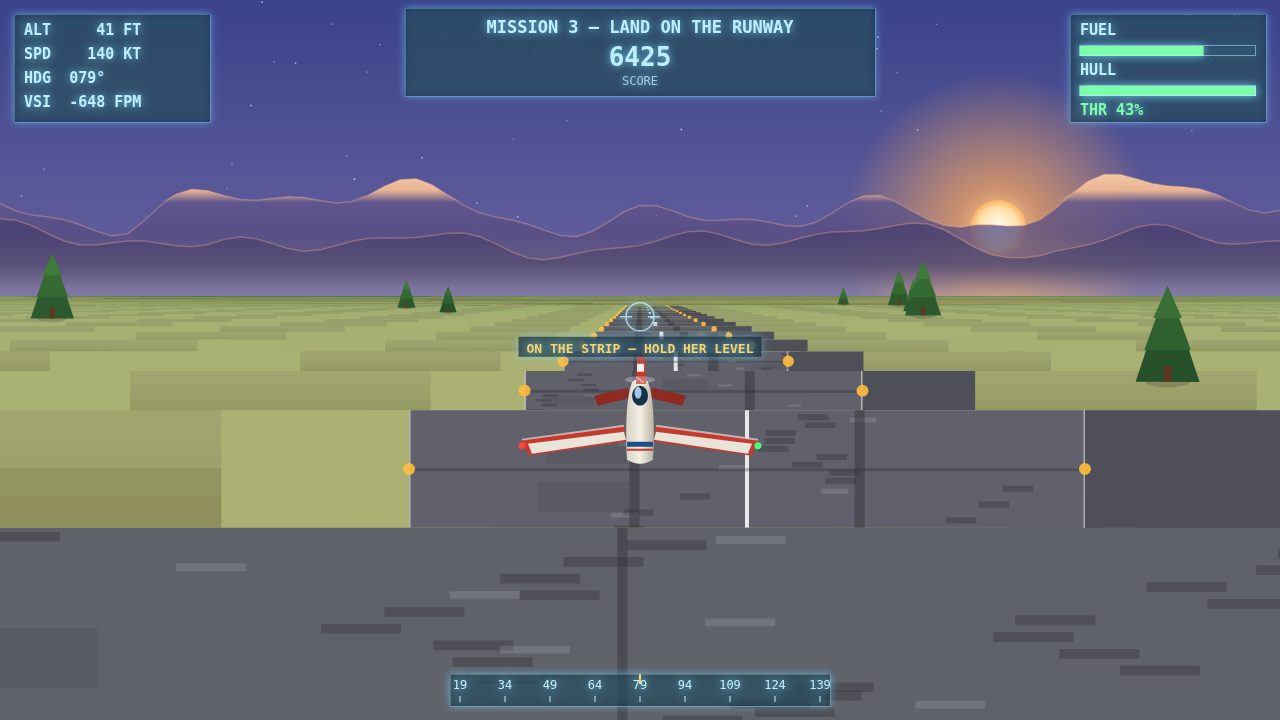 ALT 41 FT
SPD 140 KT
HDG 079°
VSI -648 FPM
MISSION 3 — LAND ON THE RUNWAY
6425
SCORE
FUEL
HULL
THR 43%
ON THE STRIP — HOLD HER LEVEL
19 34 49 64 79 94 109 124 139